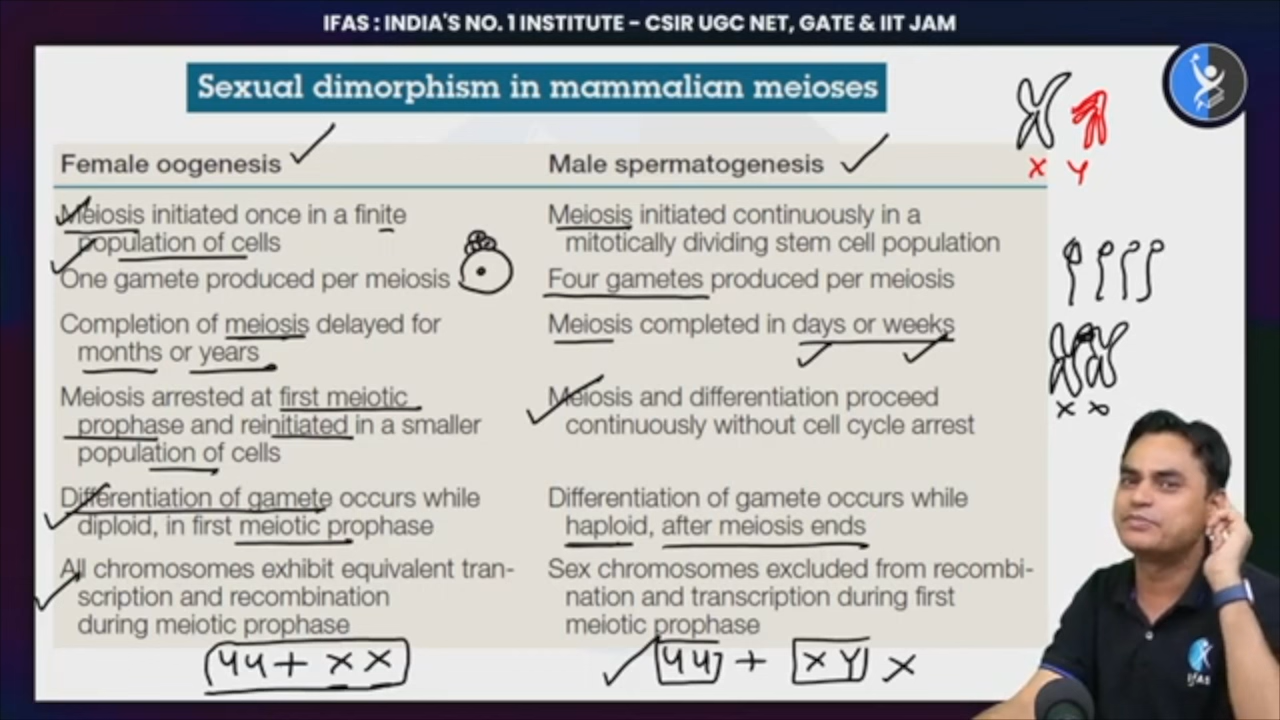 IFAS : INDIA'S NO. 1 INSTITUTE – CSIR UGC NET, GATE & IIT JAM
Sexual dimorphism in mammalian meioses
Female oogenesis
Meiosis initiated once in a finite
population of cells
One gamete produced per meiosis
Completion of meiosis delayed for
months or years
Meiosis arrested at first meiotic
prophase and reinitiated in a smaller
population of cells
Differentiation of gamete occurs while
diploid, in first meiotic prophase
All chromosomes exhibit equivalent tran-
scription and recombination
during meiotic prophase
44 + X X
Male spermatogenesis
Meiosis initiated continuously in a
mitotically dividing stem cell population
Four gametes produced per meiosis
Meiosis completed in days or weeks
Meiosis and differentiation proceed
continuously without cell cycle arrest
Differentiation of gamete occurs while
haploid, after meiosis ends
Sex chromosomes excluded from recombi-
nation and transcription during first
meiotic prophase
44 + X Y X
X Y
X X
IFAS